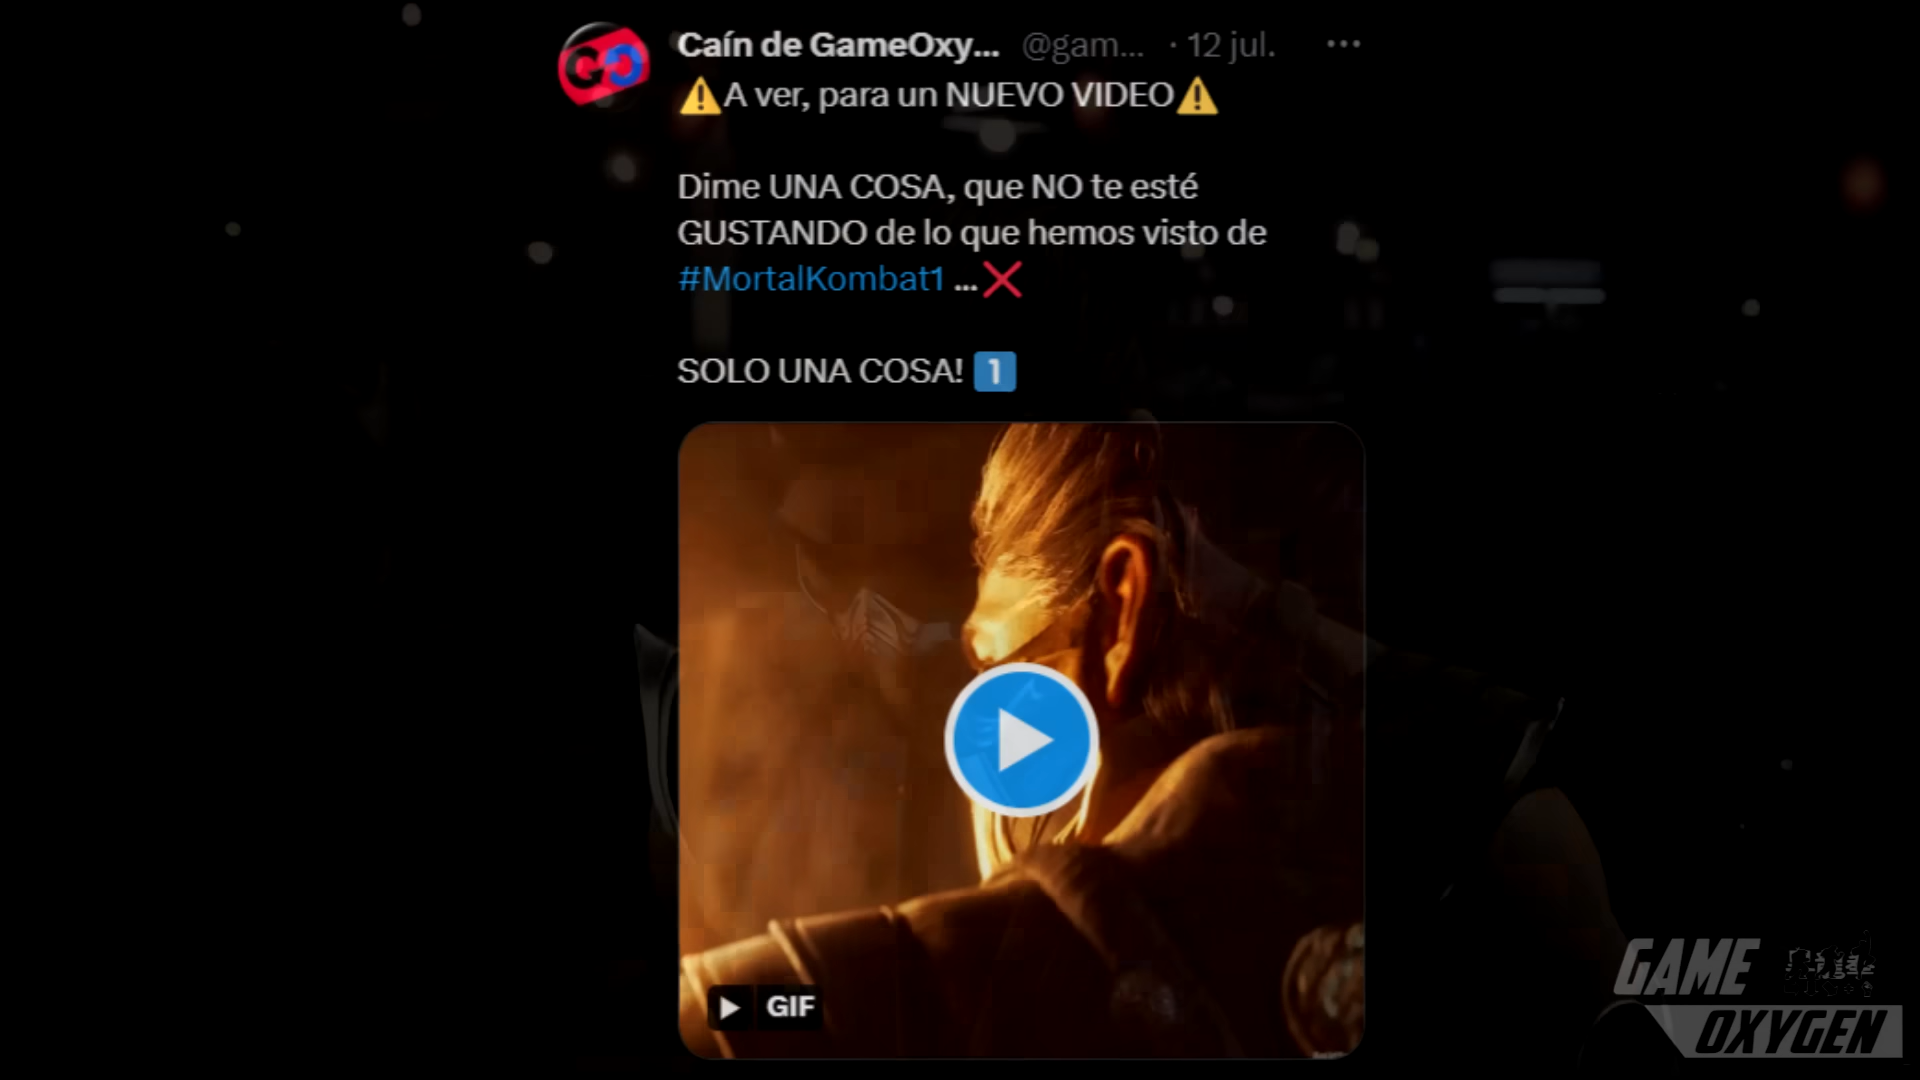 Caín de GameOxy... @gam... · 12 jul.
⚠️A ver, para un NUEVO VIDEO⚠️
Dime UNA COSA, que NO te esté
GUSTANDO de lo que hemos visto de
#MortalKombat1 ...❌
SOLO UNA COSA! 1️⃣
GIF
GAME
OXYGEN